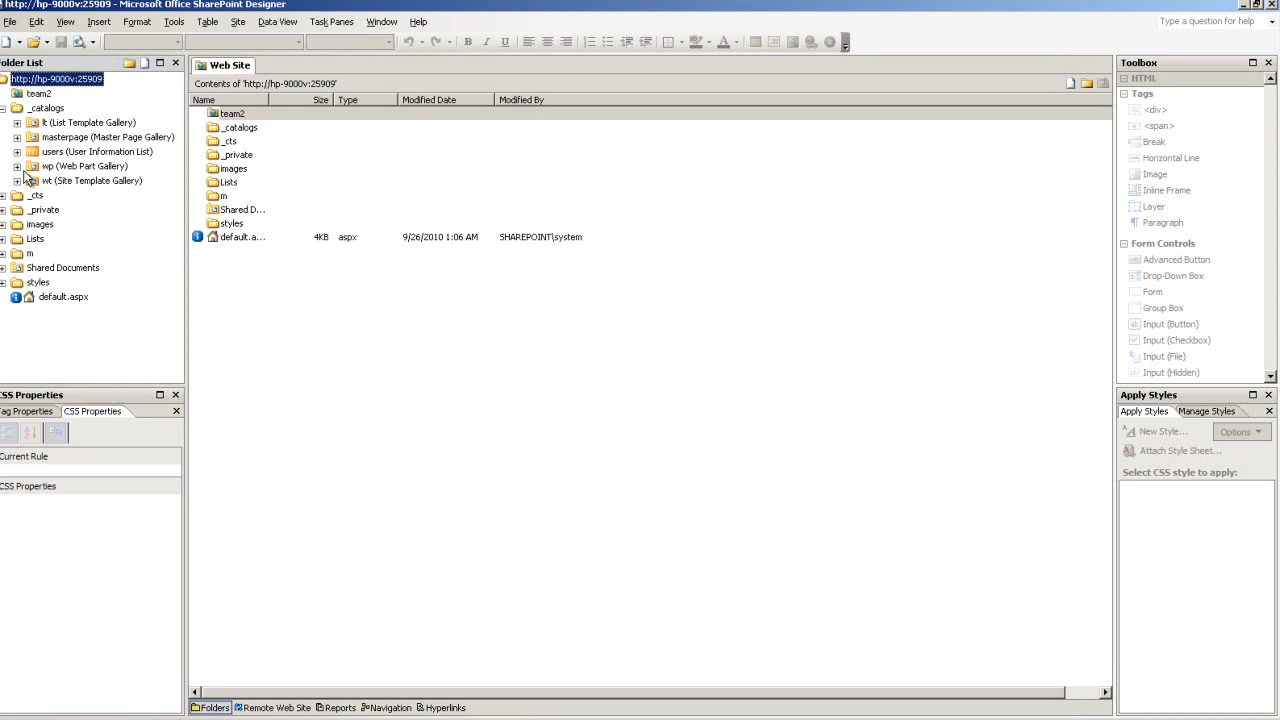 http://hp-9000v:25909 - Microsoft Office SharePoint Designer
File Edit View Insert Format Tools Table Site Data View Task Panes Window Help
Type a question for help
B I U
Folder List
http://hp-9000v:25909
team2
_catalogs
lt (List Template Gallery)
masterpage (Master Page Gallery)
users (User Information List)
wp (Web Part Gallery)
wt (Site Template Gallery)
_cts
_private
images
Lists
m
Shared Documents
styles
default.aspx
CSS Properties
Tag Properties CSS Properties
Current Rule
CSS Properties
Web Site
Contents of 'http://hp-9000v:25909'
Name Size Type Modified Date Modified By
team2
_catalogs
_cts
_private
images
Lists
m
Shared D...
styles
default.a... 4KB aspx 9/26/2010 1:06 AM SHAREPOINT\system
Folders Remote Web Site Reports Navigation Hyperlinks
Toolbox
HTML
Tags
<div>
<span>
Break
Horizontal Line
Image
Inline Frame
Layer
Paragraph
Form Controls
Advanced Button
Drop-Down Box
Form
Group Box
Input (Button)
Input (Checkbox)
Input (File)
Input (Hidden)
Apply Styles
Apply Styles Manage Styles
New Style... Options
Attach Style Sheet...
Select CSS style to apply: